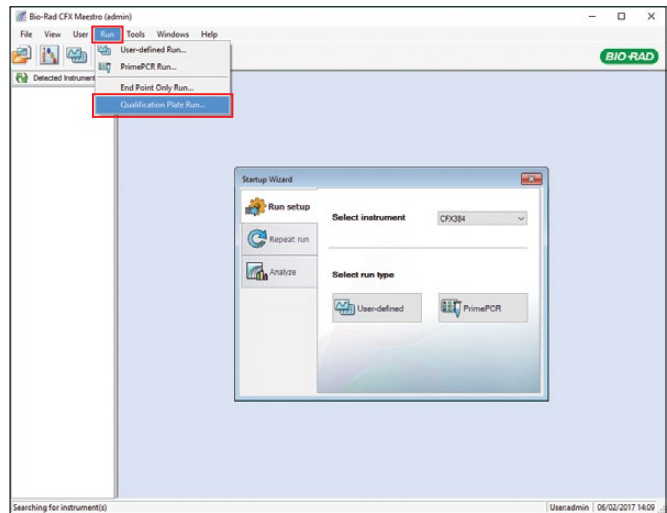 Bio-Rad CFX Maestro (admin)
File View User Run Tools Windows Help
User-defined Run...
PrimePCR Run...
End Point Only Run...
Qualification Plate Run...
BIO-RAD
Detected Instrument
Startup Wizard
Run setup
Repeat run
Analyze
Select instrument CFX384
Select run type
User-defined PrimePCR
Searching for instrument(s) User:admin 06/02/2017 14:09